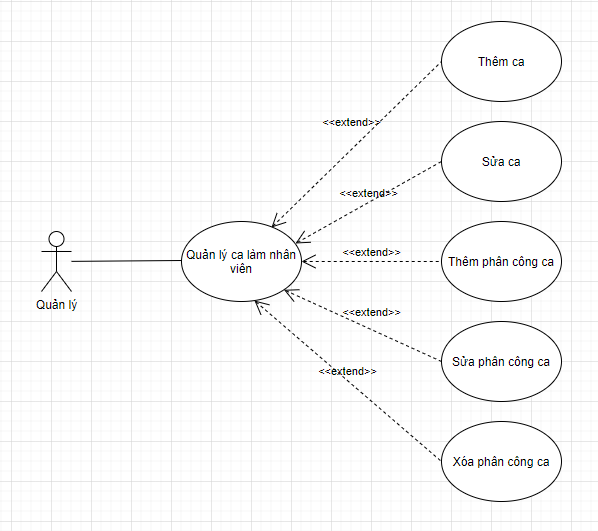 Thêm ca
<<extend>>
Sửa ca
<<extend>>
Quản lý ca làm nhân
viên
<<extend>>
Thêm phân công ca
Quản lý
<<extend>>
Sửa phân công ca
<<extend>>
Xóa phân công ca